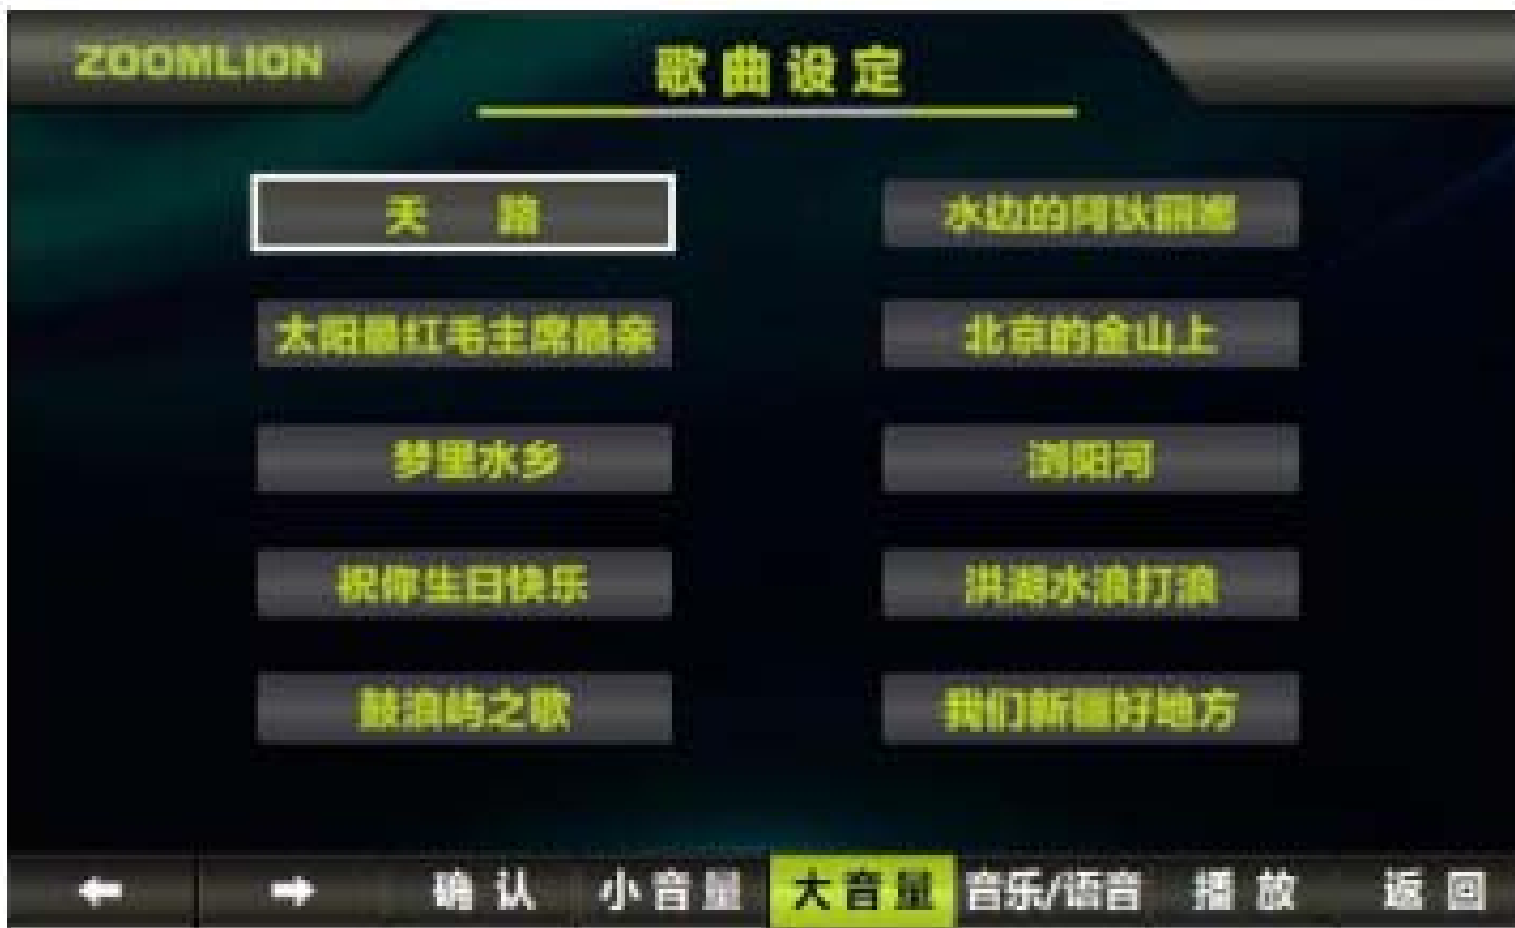 ZOOMLION
歌曲设定
天 路
水边的阿狄丽娜
太阳最红毛主席最亲
北京的金山上
梦里水乡
浏阳河
祝你生日快乐
洪湖水浪打浪
鼓浪屿之歌
我们新疆好地方
← → 确认 小音量 大音量 音乐/语音 播放 返回